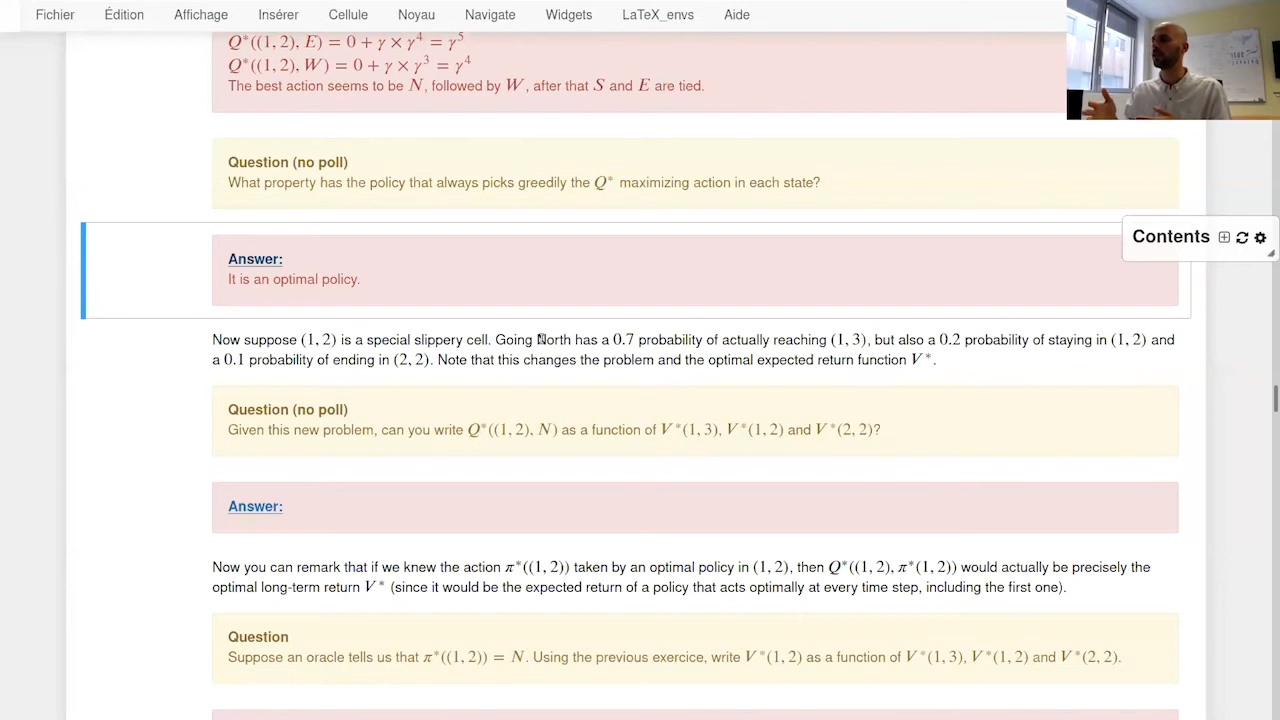 Fichier Édition Affichage Insérer Cellule Noyau Navigate Widgets LaTeX_envs Aide
Q*((1, 2), E) = 0 + γ × γ⁴ = γ⁵
Q*((1, 2), W) = 0 + γ × γ³ = γ⁴
The best action seems to be N, followed by W, after that S and E are tied.
Question (no poll)
What property has the policy that always picks greedily the Q* maximizing action in each state?
Contents
Answer:
It is an optimal policy.
Now suppose (1, 2) is a special slippery cell. Going North has a 0.7 probability of actually reaching (1, 3), but also a 0.2 probability of staying in (1, 2) and
a 0.1 probability of ending in (2, 2). Note that this changes the problem and the optimal expected return function V*.
Question (no poll)
Given this new problem, can you write Q*((1, 2), N) as a function of V*(1, 3), V*(1, 2) and V*(2, 2)?
Answer:
Now you can remark that if we knew the action π*((1, 2)) taken by an optimal policy in (1, 2), then Q*((1, 2), π*(1, 2)) would actually be precisely the
optimal long-term return V* (since it would be the expected return of a policy that acts optimally at every time step, including the first one).
Question
Suppose an oracle tells us that π*((1, 2)) = N. Using the previous exercice, write V*(1, 2) as a function of V*(1, 3), V*(1, 2) and V*(2, 2).